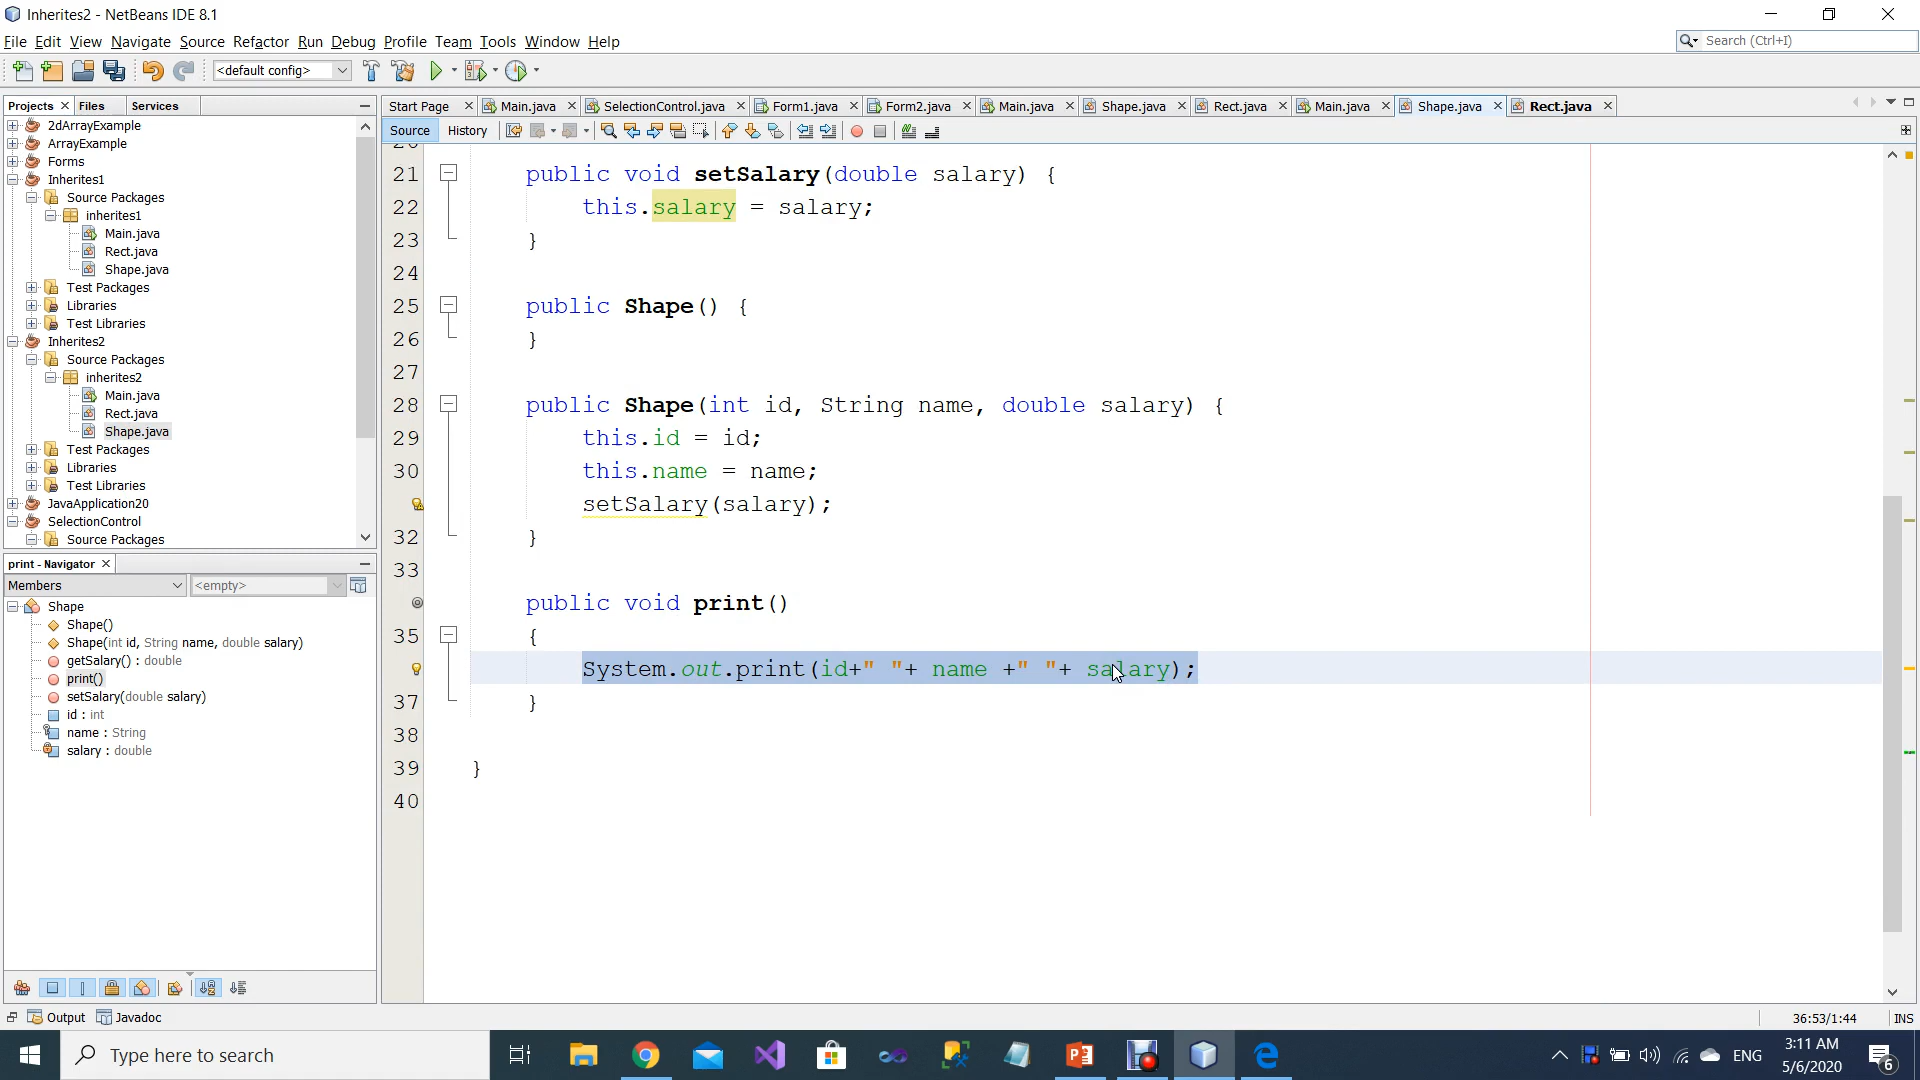 Inherites2 - NetBeans IDE 8.1
File Edit View Navigate Source Refactor Run Debug Profile Team Tools Window Help
Search (Ctrl+I)
<default config>
Projects Files Services
Start Page Main.java SelectionControl.java Form1.java Form2.java Main.java Shape.java Rect.java Main.java Shape.java Rect.java
Source History
2dArrayExample
ArrayExample
Forms
Inherites1
Source Packages
inherites1
Main.java
Rect.java
Shape.java
Test Packages
Libraries
Test Libraries
Inherites2
Source Packages
inherites2
Main.java
Rect.java
Shape.java
Test Packages
Libraries
Test Libraries
JavaApplication20
SelectionControl
Source Packages
print - Navigator
Members <empty>
Shape
Shape()
Shape(int id, String name, double salary)
getSalary() : double
print()
setSalary(double salary)
id : int
name : String
salary : double
21 public void setSalary(double salary) {
22 this.salary = salary;
23 }
24
25 public Shape() {
26 }
27
28 public Shape(int id, String name, double salary) {
29 this.id = id;
30 this.name = name;
setSalary(salary);
32 }
33
public void print()
35 {
System.out.print(id+" "+ name +" "+ salary);
37 }
38
39 }
40
Output Javadoc
36:53/1:44 INS
Type here to search
ENG
3:11 AM
5/6/2020
6